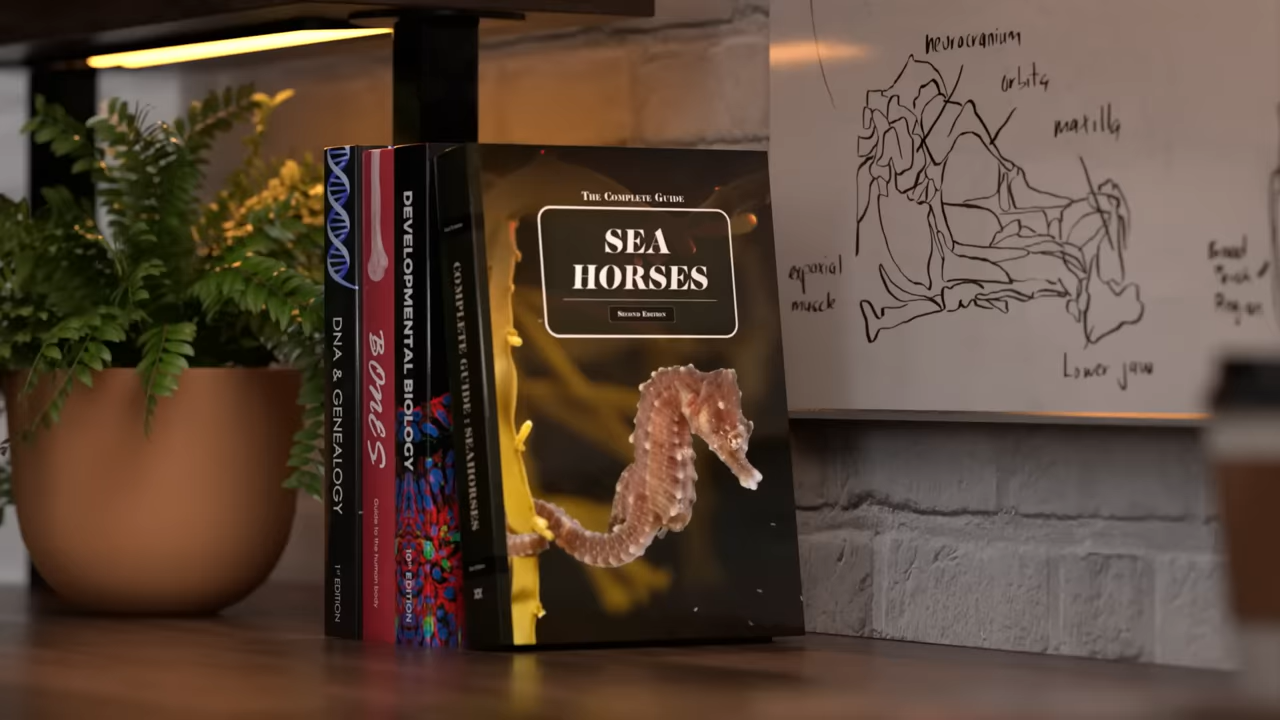 DNA & GENEALOGY
1ST EDITION
BONES
Guide to the human body
DEVELOPMENTAL BIOLOGY
10th EDITION
COMPLETE GUIDE : SEAHORSES
THE COMPLETE GUIDE
SEA
HORSES
SECOND EDITION
neurocranium
orbita
maxilla
epaxial
muscle
Lower jaw